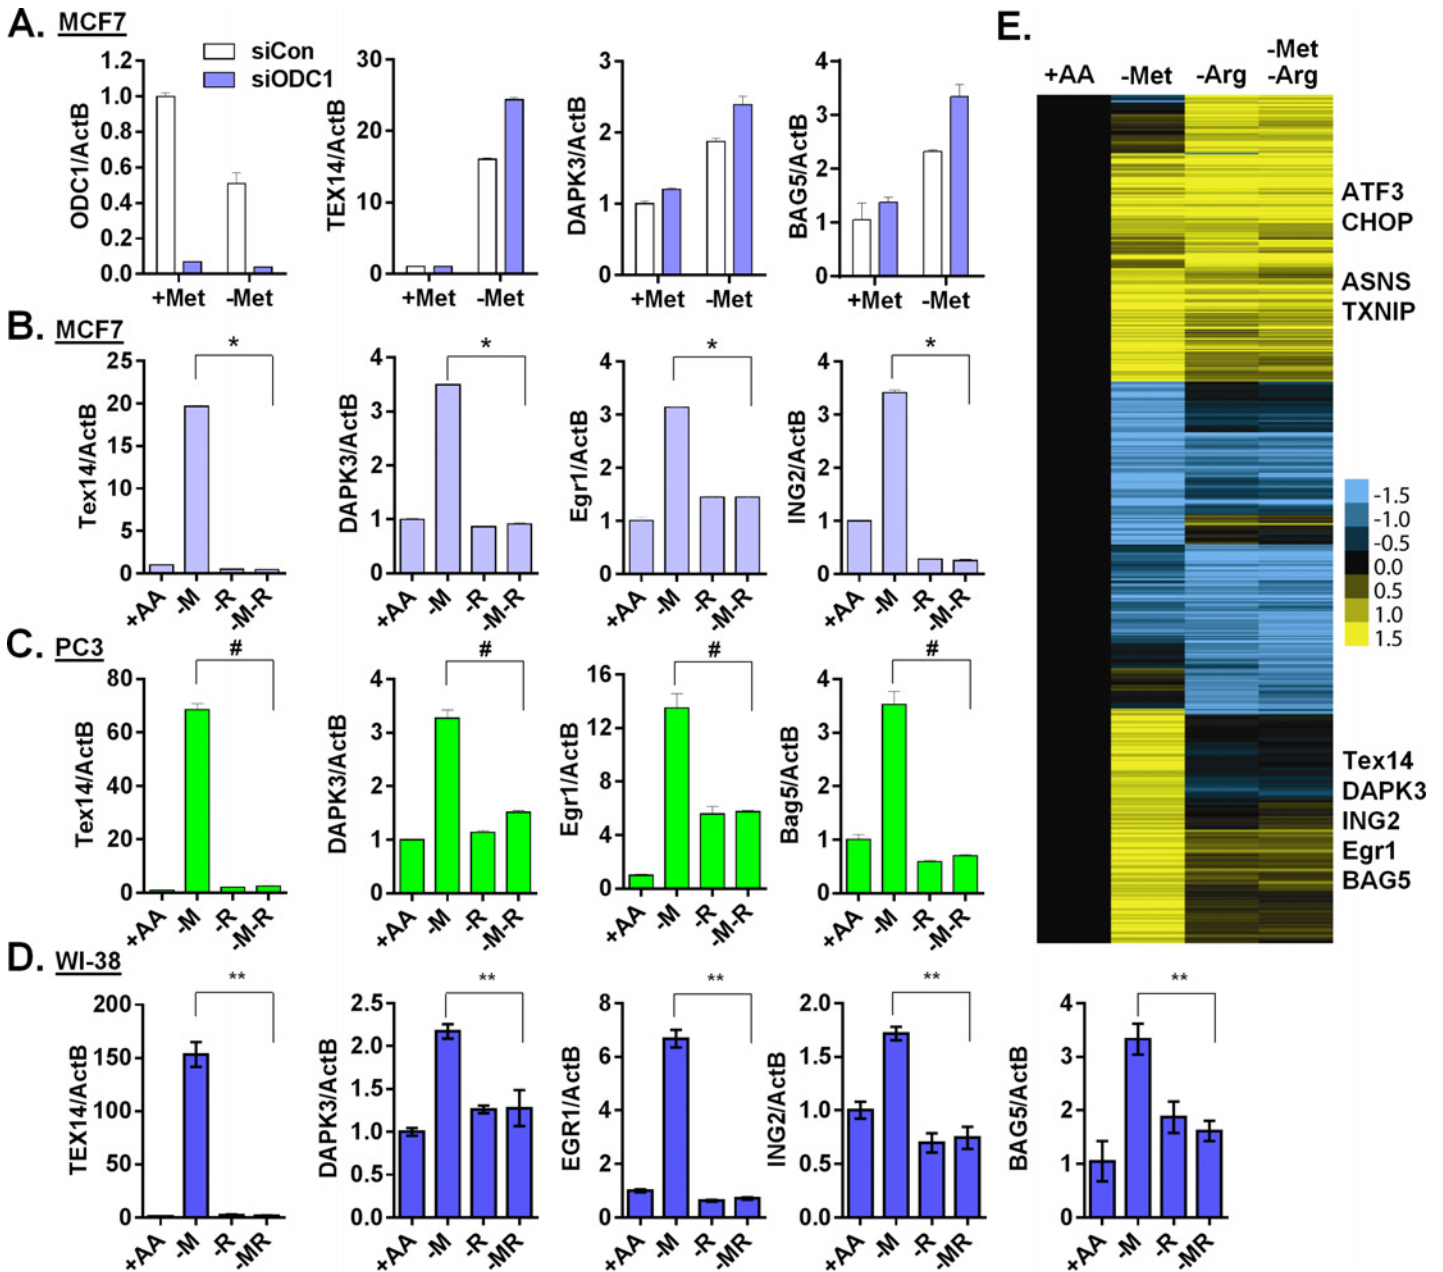 A. MCF7
siCon
siODC1
ODC1/ActB
1.2
1.0
0.8
0.6
0.4
0.2
0.0
+Met -Met
TEX14/ActB
30
20
10
0
+Met -Met
DAPK3/ActB
3
2
1
0
+Met -Met
BAG5/ActB
4
3
2
1
0
+Met -Met
B. MCF7
Tex14/ActB
25
20
15
10
5
0
*
+AA -M -R -M-R
DAPK3/ActB
4
3
2
1
0
*
+AA -M -R -M-R
Egr1/ActB
4
3
2
1
0
*
+AA -M -R -M-R
ING2/ActB
4
3
2
1
0
*
+AA -M -R -M-R
C. PC3
Tex14/ActB
80
60
40
20
0
#
+AA -M -R -M-R
DAPK3/ActB
4
3
2
1
0
#
+AA -M -R -M-R
Egr1/ActB
16
12
8
4
0
#
+AA -M -R -M-R
Bag5/ActB
4
3
2
1
0
#
+AA -M -R -M-R
D. WI-38
TEX14/ActB
200
150
100
50
0
**
+AA -M -R -MR
DAPK3/ActB
2.5
2.0
1.5
1.0
0.5
0.0
**
+AA -M -R -MR
EGR1/ActB
8
6
4
2
0
**
+AA -M -R -MR
ING2/ActB
2.0
1.5
1.0
0.5
0.0
**
+AA -M -R -MR
BAG5/ActB
4
3
2
1
0
**
+AA -M -R -MR
E.
-Met
+AA -Met -Arg -Arg
ATF3
CHOP
ASNS
TXNIP
-1.5
-1.0
-0.5
0.0
0.5
1.0
1.5
Tex14
DAPK3
ING2
Egr1
BAG5